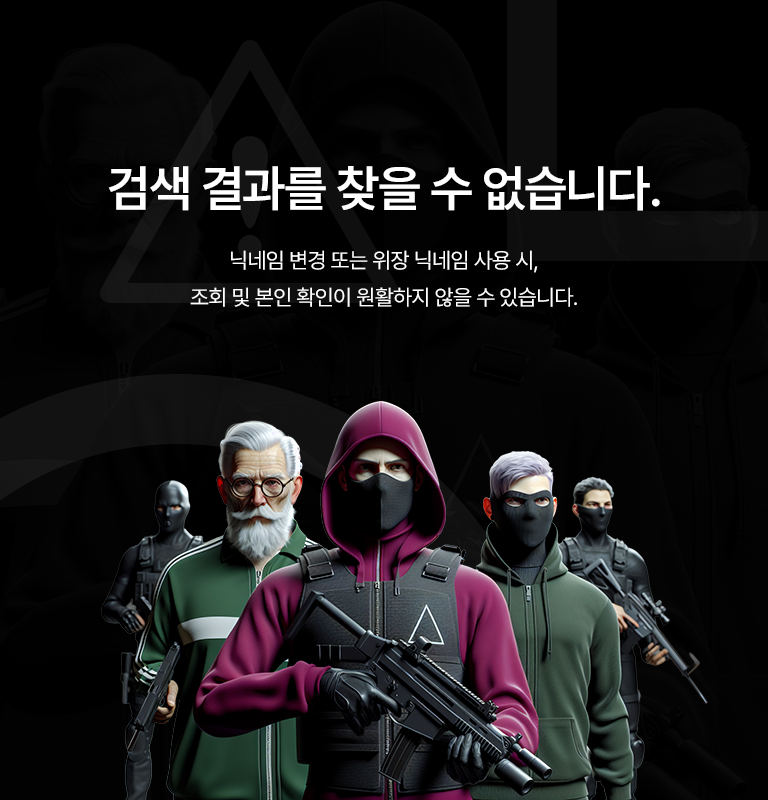 검색 결과를 찾을 수 없습니다.
닉네임 변경 또는 위장 닉네임 사용 시,
조회 및 본인 확인이 원활하지 않을 수 있습니다.